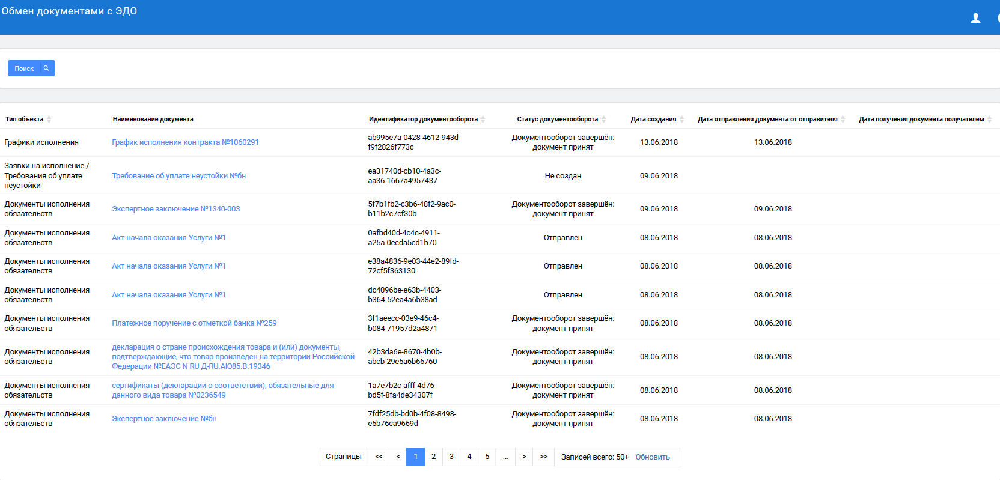 Обмен документами с ЭДО
Поиск
Тип объекта Наименование документа Идентификатор документооборота Статус документооборота Дата создания Дата отправления документа от отправителя Дата получения документа получателем
Графики исполнения
График исполнения контракта №1060291
ab995e7a-0428-4612-943d-
f9f2826f773c
Документооборот завершён:
документ принят
13.06.2018
13.06.2018
Заявки на исполнение /
Требования об уплате
неустойки
Требование об уплате неустойки №бн
ea31740d-cb10-4a3c-
aa36-1667a4957437
Не создан
09.06.2018
Документы исполнения
обязательств
Экспертное заключение №1340-003
5f7b1fb2-c3b6-48f2-9ac0-
b11b2c7cf30b
Документооборот завершён:
документ принят
09.06.2018
09.06.2018
Документы исполнения
обязательств
Акт начала оказания Услуги №1
0afbd40d-4c4c-4911-
a25a-0ecda5cd1b70
Отправлен
08.06.2018
08.06.2018
Документы исполнения
обязательств
Акт начала оказания Услуги №1
e38a4836-9e03-44e2-89fd-
72cf5f363130
Отправлен
08.06.2018
08.06.2018
Документы исполнения
обязательств
Акт начала оказания Услуги №1
dc4096be-e63b-4403-
b364-52ea4a6b38ad
Отправлен
08.06.2018
08.06.2018
Документы исполнения
обязательств
Платежное поручение с отметкой банка №259
3f1aeecc-03e9-46c4-
b084-71957d2a4871
Документооборот завершён:
документ принят
08.06.2018
08.06.2018
Документы исполнения
обязательств
декларация о стране происхождения товара и (или) документы,
подтверждающие, что товар произведен на территории Российской
Федерации №ЕАЭС N RU Д-RU.АЮ85.В.19346
42b3da6e-8670-4b0b-
abcb-29e5a6b66760
Документооборот завершён:
документ принят
08.06.2018
08.06.2018
Документы исполнения
обязательств
сертификаты (декларации о соответствии), обязательные для
данного вида товара №0236549
1a7e7b2c-afff-4d76-
bd5f-8fa4de34307f
Документооборот завершён:
документ принят
08.06.2018
08.06.2018
Документы исполнения
обязательств
Экспертное заключение №бн
7fdf25db-bd0b-4f08-8498-
e5b76ca9669d
Документооборот завершён:
документ принят
08.06.2018
08.06.2018
Страницы << < 1 2 3 4 5 ... > >> Записей всего: 50+ Обновить